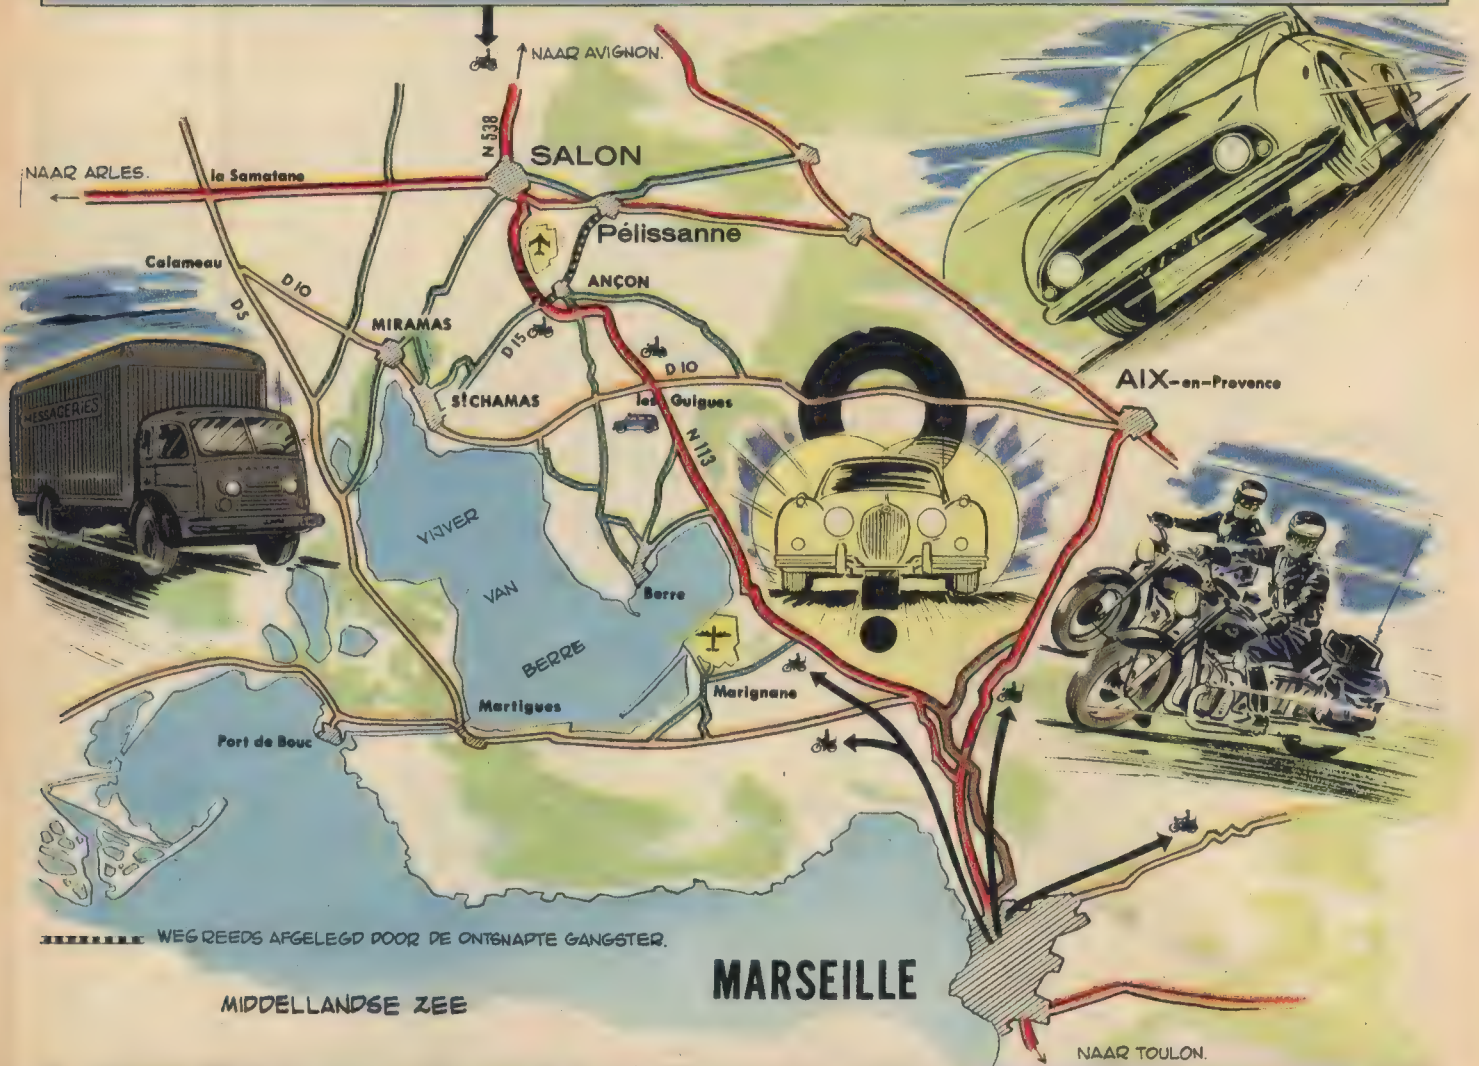 NAAR AVIGNON.
N 538
SALON
NAAR ARLES.
la Samatane
Pélissanne
Calameau
D 10
ANÇON
D 5
MIRAMAS
D 15
D 10
AIX-en-Provence
MESSAGERIES
St CHAMAS
les Guigues
N 113
VIJVER
VAN
BERRE
Berre
Marignane
Martigues
Port de Bouc
WEG REEDS AFGELEGD DOOR DE ONTSNAPTE GANGSTER.
MARSEILLE
MIDDELLANDSE ZEE
NAAR TOULON.